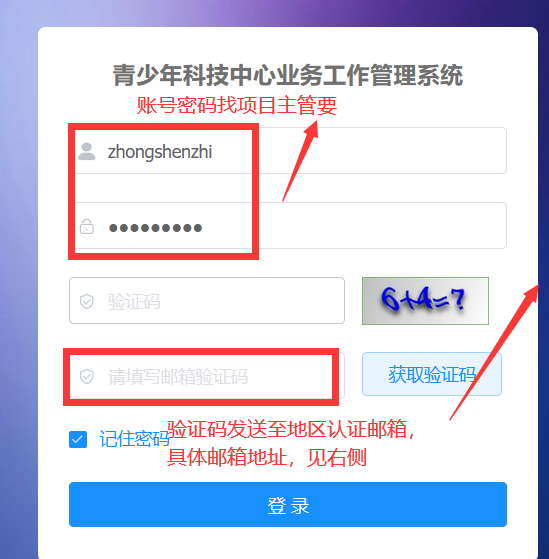 青少年科技中心业务工作管理系统
账号密码找项目主管要
zhongshenzhi
●●●●●●●●●
验证码
6+4=?
请填写邮箱验证码
获取验证码
记住密码
验证码发送至地区认证邮箱，
具体邮箱地址，见右侧
登 录